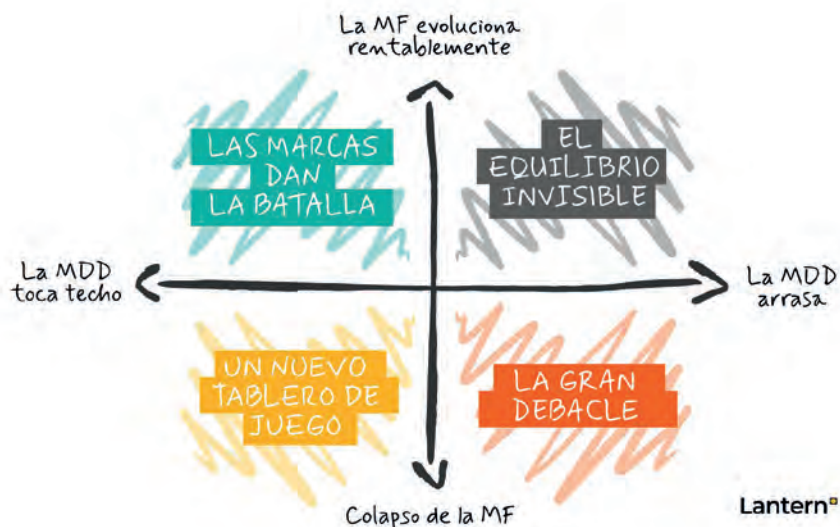 La MF evoluciona
rentablemente
LAS MARCAS
DAN
LA BATALLA
EL
EQUILIBRIO
INVISIBLE
La MDD
toca techo
La MDD
arrasa
UN NUEVO
TABLERO DE
JUEGO
LA GRAN
DEBACLE
Colapso de la MF
Lantern